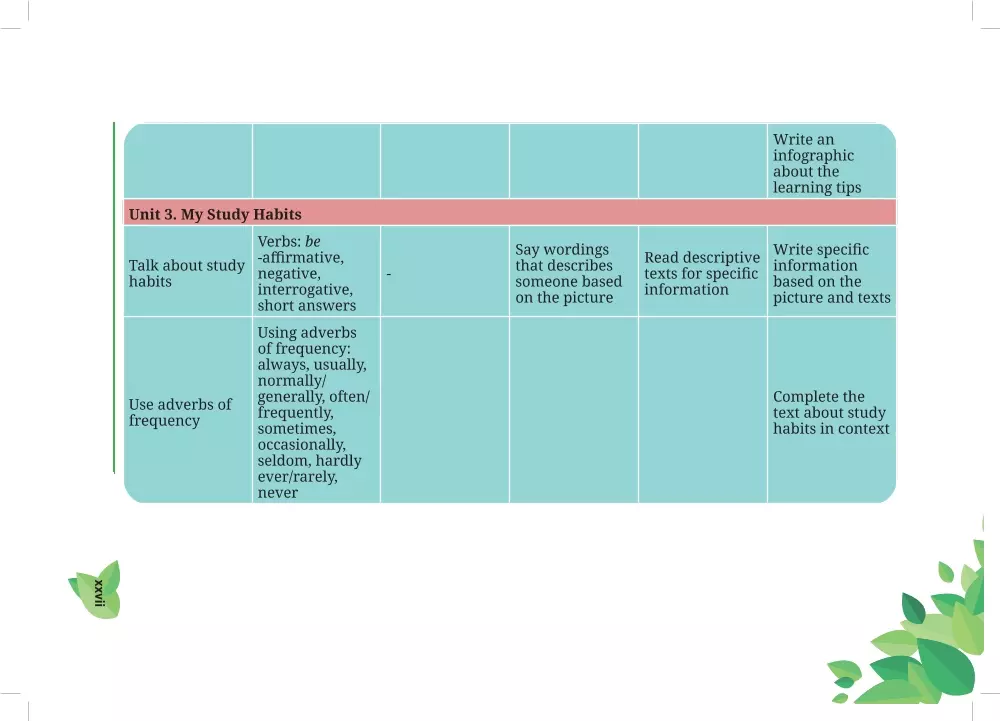 Write an
infographic
about the
learning tips
Unit 3. My Study Habits
Talk about study
habits
Verbs: be
-affirmative,
negative,
interrogative,
short answers
-
Say wordings
that describes
someone based
on the picture
Read descriptive
texts for specific
information
Write specific
information
based on the
picture and texts
Use adverbs of
frequency
Using adverbs
of frequency:
always, usually,
normally/
generally, often/
frequently,
sometimes,
occasionally,
seldom, hardly
ever/rarely,
never
Complete the
text about study
habits in context
xxvii